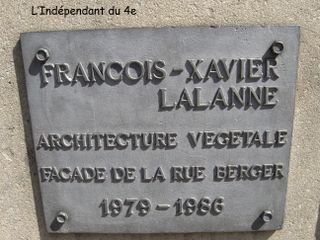 L'Indépendant du 4e
FRANCOIS-XAVIER
LALANNE
ARCHITECTURE VEGETALE
FACADE DE LA RUE BERGER
1979-1986